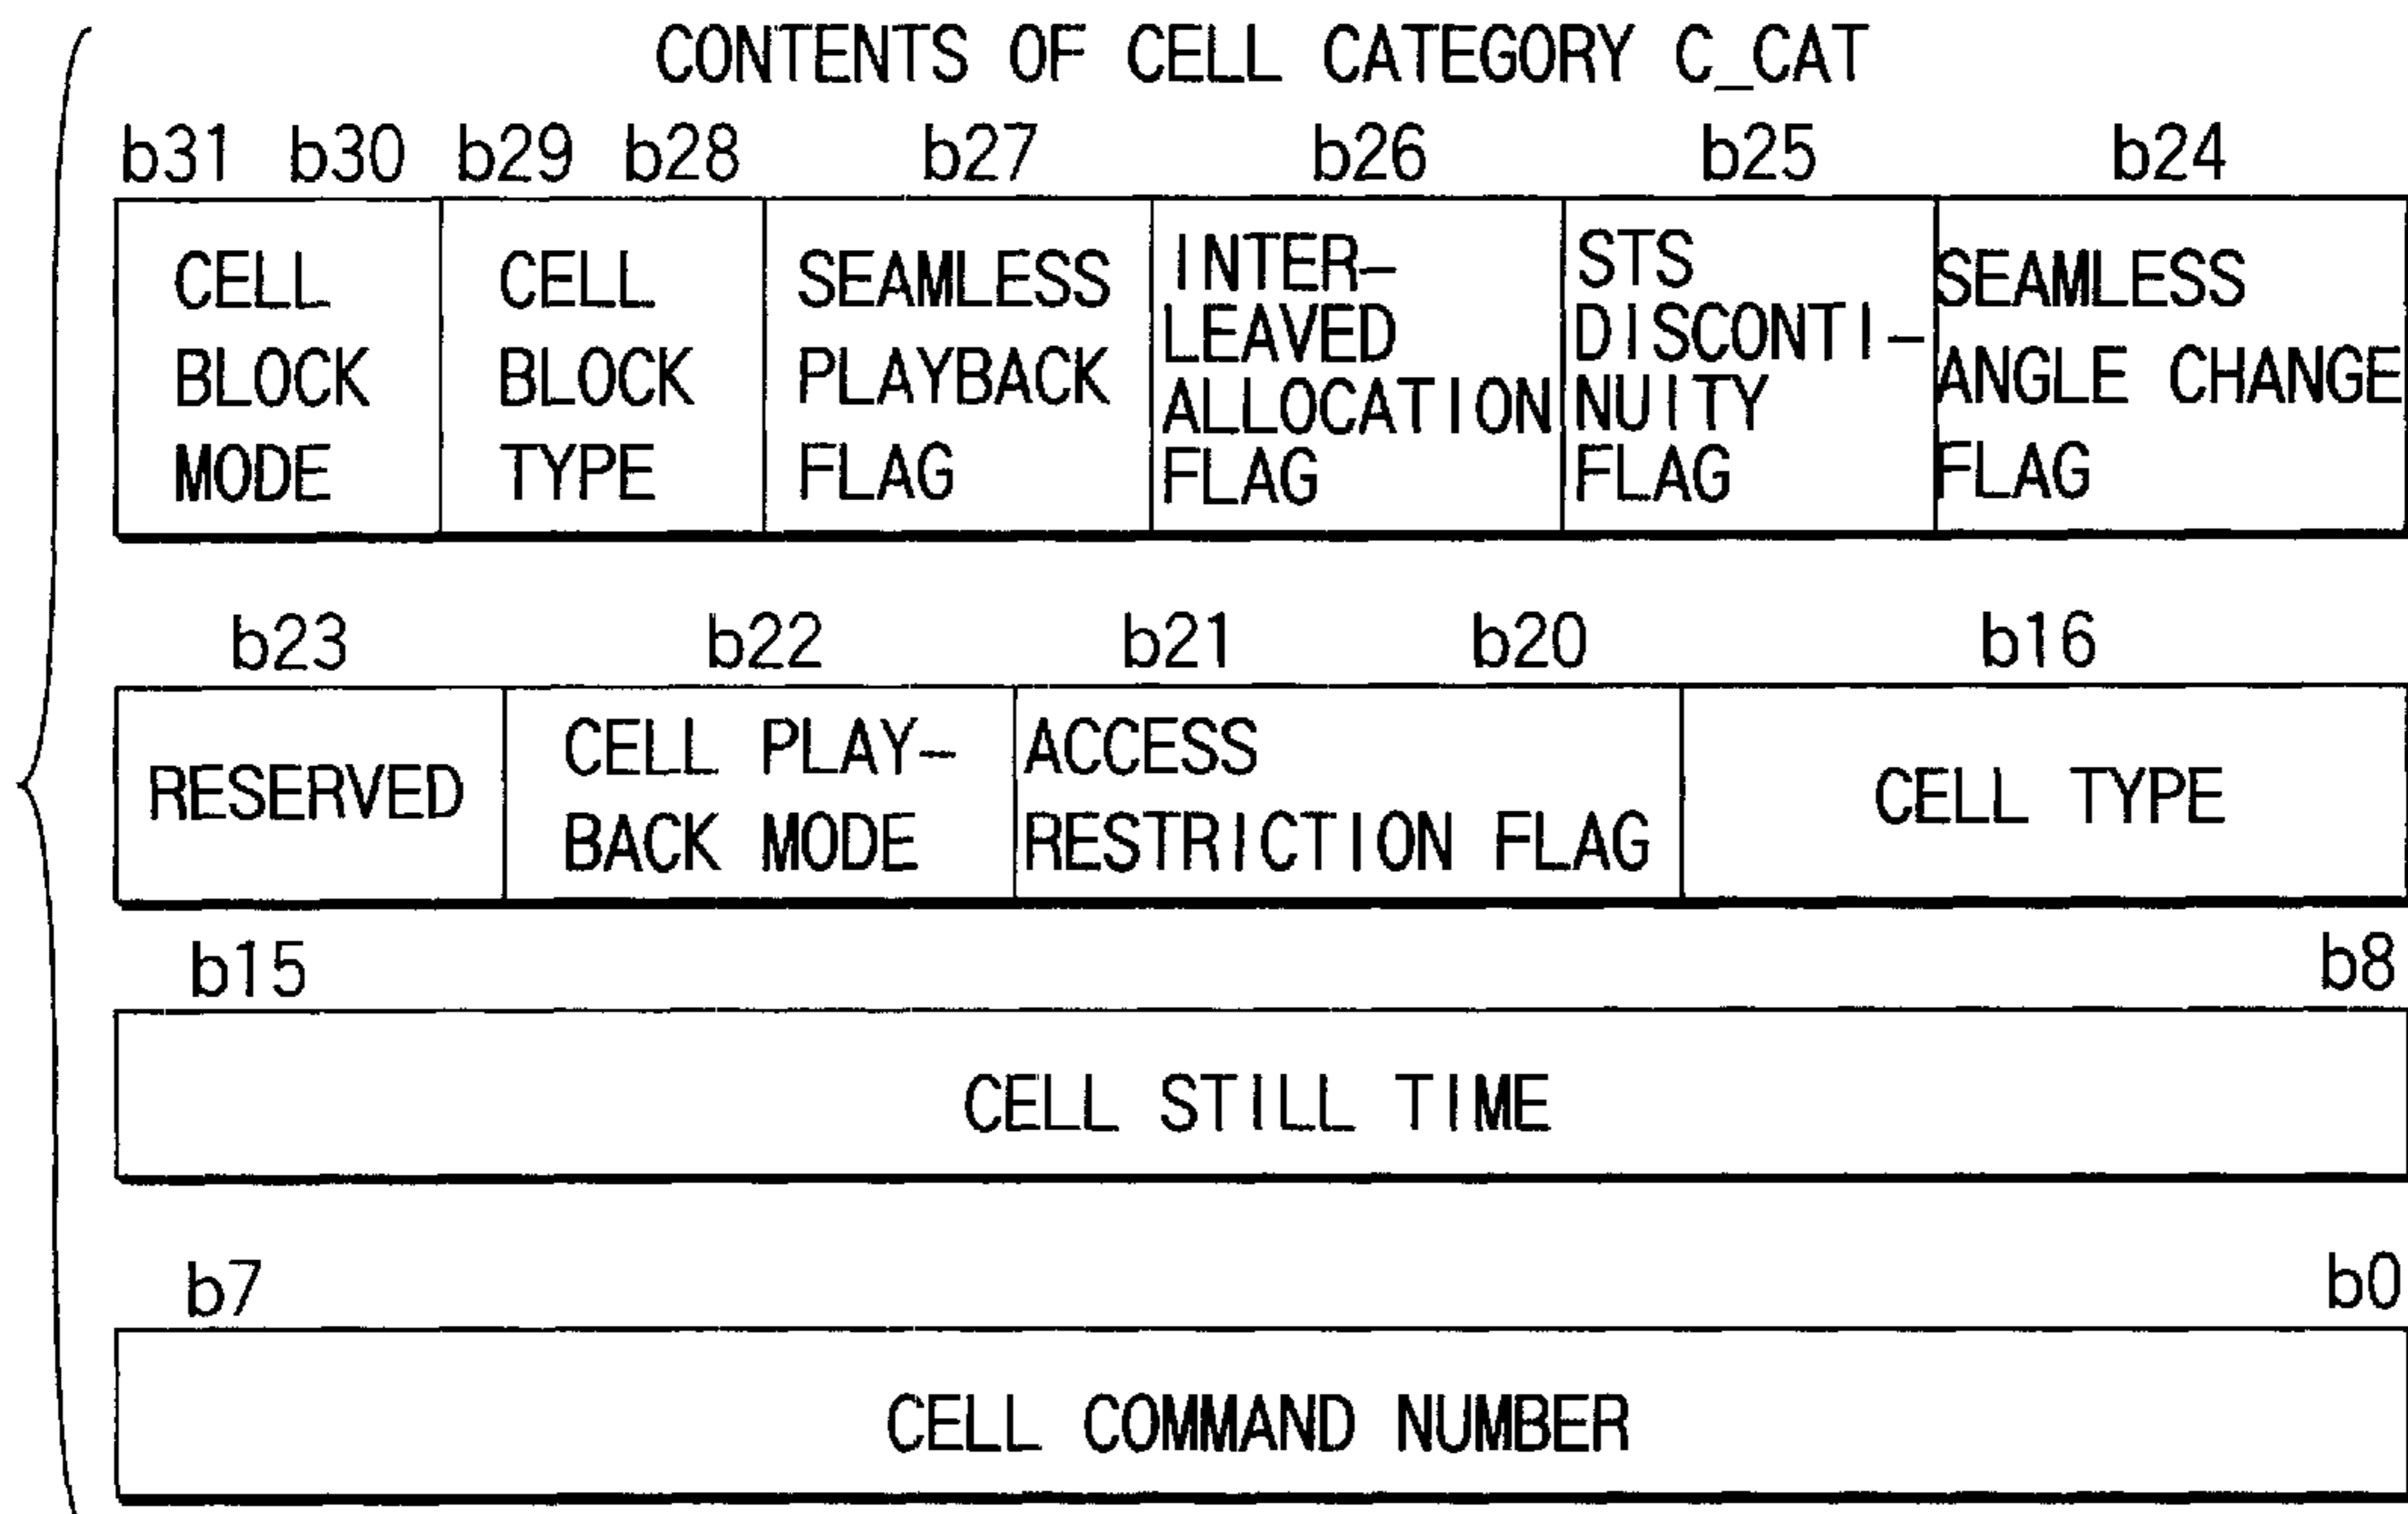 CONTENTS OF CELL CATEGORY C_CAT
b31 b30 b29 b28 b27 b26 b25 b24
CELL
BLOCK
MODE
CELL
BLOCK
TYPE
SEAMLESS
PLAYBACK
FLAG
INTER-
LEAVED
ALLOCATION
FLAG
STS
DISCONTI-
NUITY
FLAG
SEAMLESS
ANGLE CHANGE
FLAG
b23 b22 b21 b20 b16
RESERVED
CELL PLAY-
BACK MODE
ACCESS
RESTRICTION FLAG
CELL TYPE
b15 b8
CELL STILL TIME
b7 b0
CELL COMMAND NUMBER